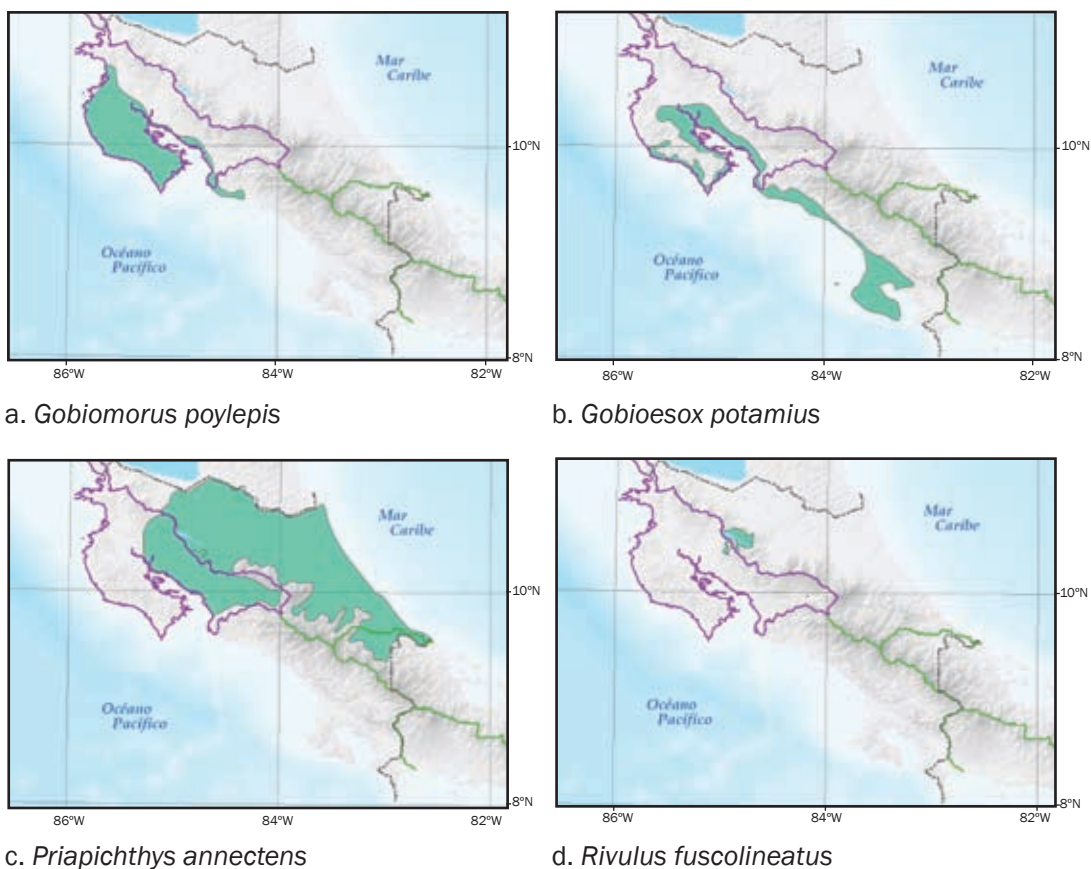 Mar
Caribe
10°N
Océano
Pacífico
8°N
86°W 84°W 82°W
a. Gobiomorus poylepis
Mar
Caribe
10°N
Océano
Pacífico
8°N
86°W 84°W 82°W
b. Gobioesox potamius
Mar
Caribe
10°N
Océano
Pacífico
8°N
86°W 84°W 82°W
c. Priapichthys annectens
Mar
Caribe
10°N
Océano
Pacífico
8°N
86°W 84°W 82°W
d. Rivulus fuscolineatus